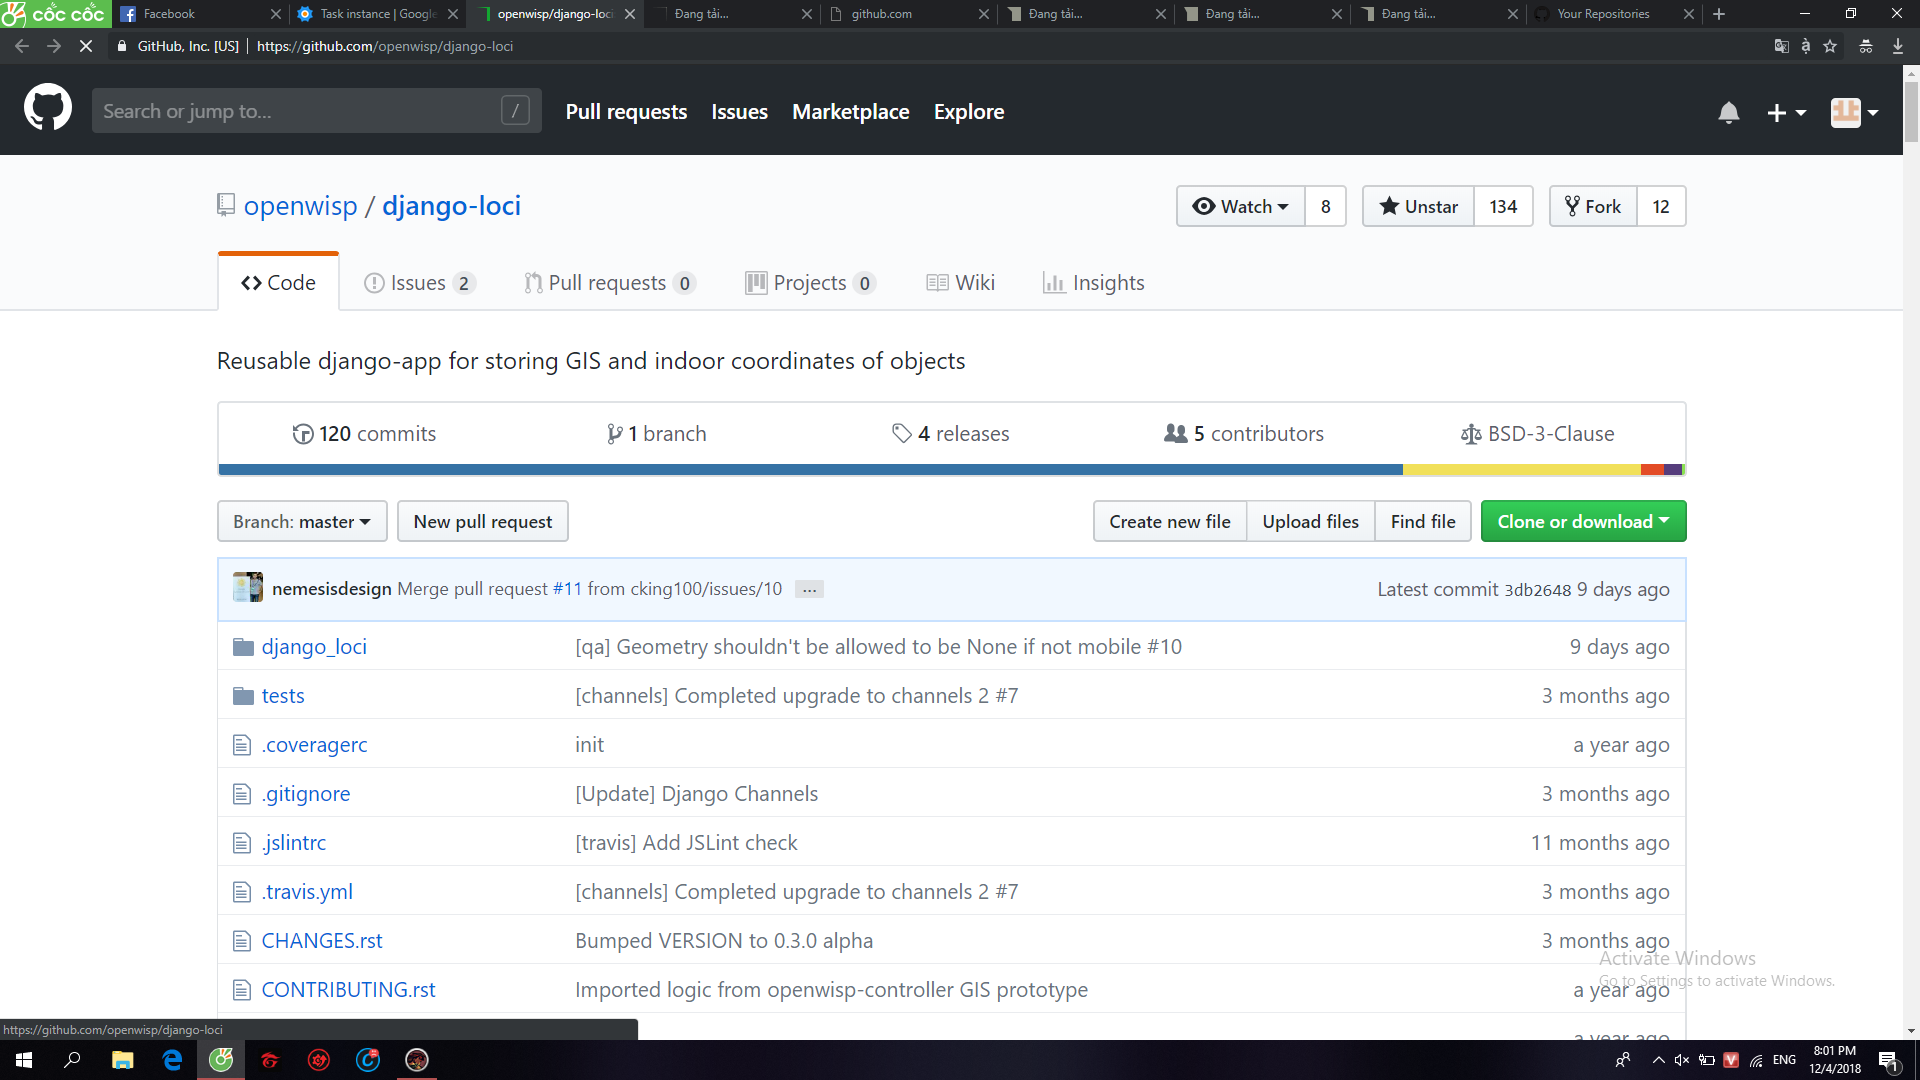 cốc cốc
Facebook
Task instance | Google
openwisp/django-loci
Đang tải...
github.com
Đang tải...
Đang tải...
Đang tải...
Your Repositories
GitHub, Inc. [US]
https://github.com/openwisp/django-loci
Search or jump to...
/
Pull requests
Issues
Marketplace
Explore
openwisp / django-loci
Watch
8
Unstar
134
Fork
12
Code
Issues 2
Pull requests 0
Projects 0
Wiki
Insights
Reusable django-app for storing GIS and indoor coordinates of objects
120 commits
1 branch
4 releases
5 contributors
BSD-3-Clause
Branch: master
New pull request
Create new file
Upload files
Find file
Clone or download
nemesisdesign Merge pull request #11 from cking100/issues/10 ...
Latest commit 3db2648 9 days ago
django_loci
[qa] Geometry shouldn't be allowed to be None if not mobile #10
9 days ago
tests
[channels] Completed upgrade to channels 2 #7
3 months ago
.coveragerc
init
a year ago
.gitignore
[Update] Django Channels
3 months ago
.jslintrc
[travis] Add JSLint check
11 months ago
.travis.yml
[channels] Completed upgrade to channels 2 #7
3 months ago
CHANGES.rst
Bumped VERSION to 0.3.0 alpha
3 months ago
Activate Windows
Go to Settings to activate Windows.
CONTRIBUTING.rst
Imported logic from openwisp-controller GIS prototype
a year ago
a year ago
https://github.com/openwisp/django-loci
ENG
8:01 PM
12/4/2018
1